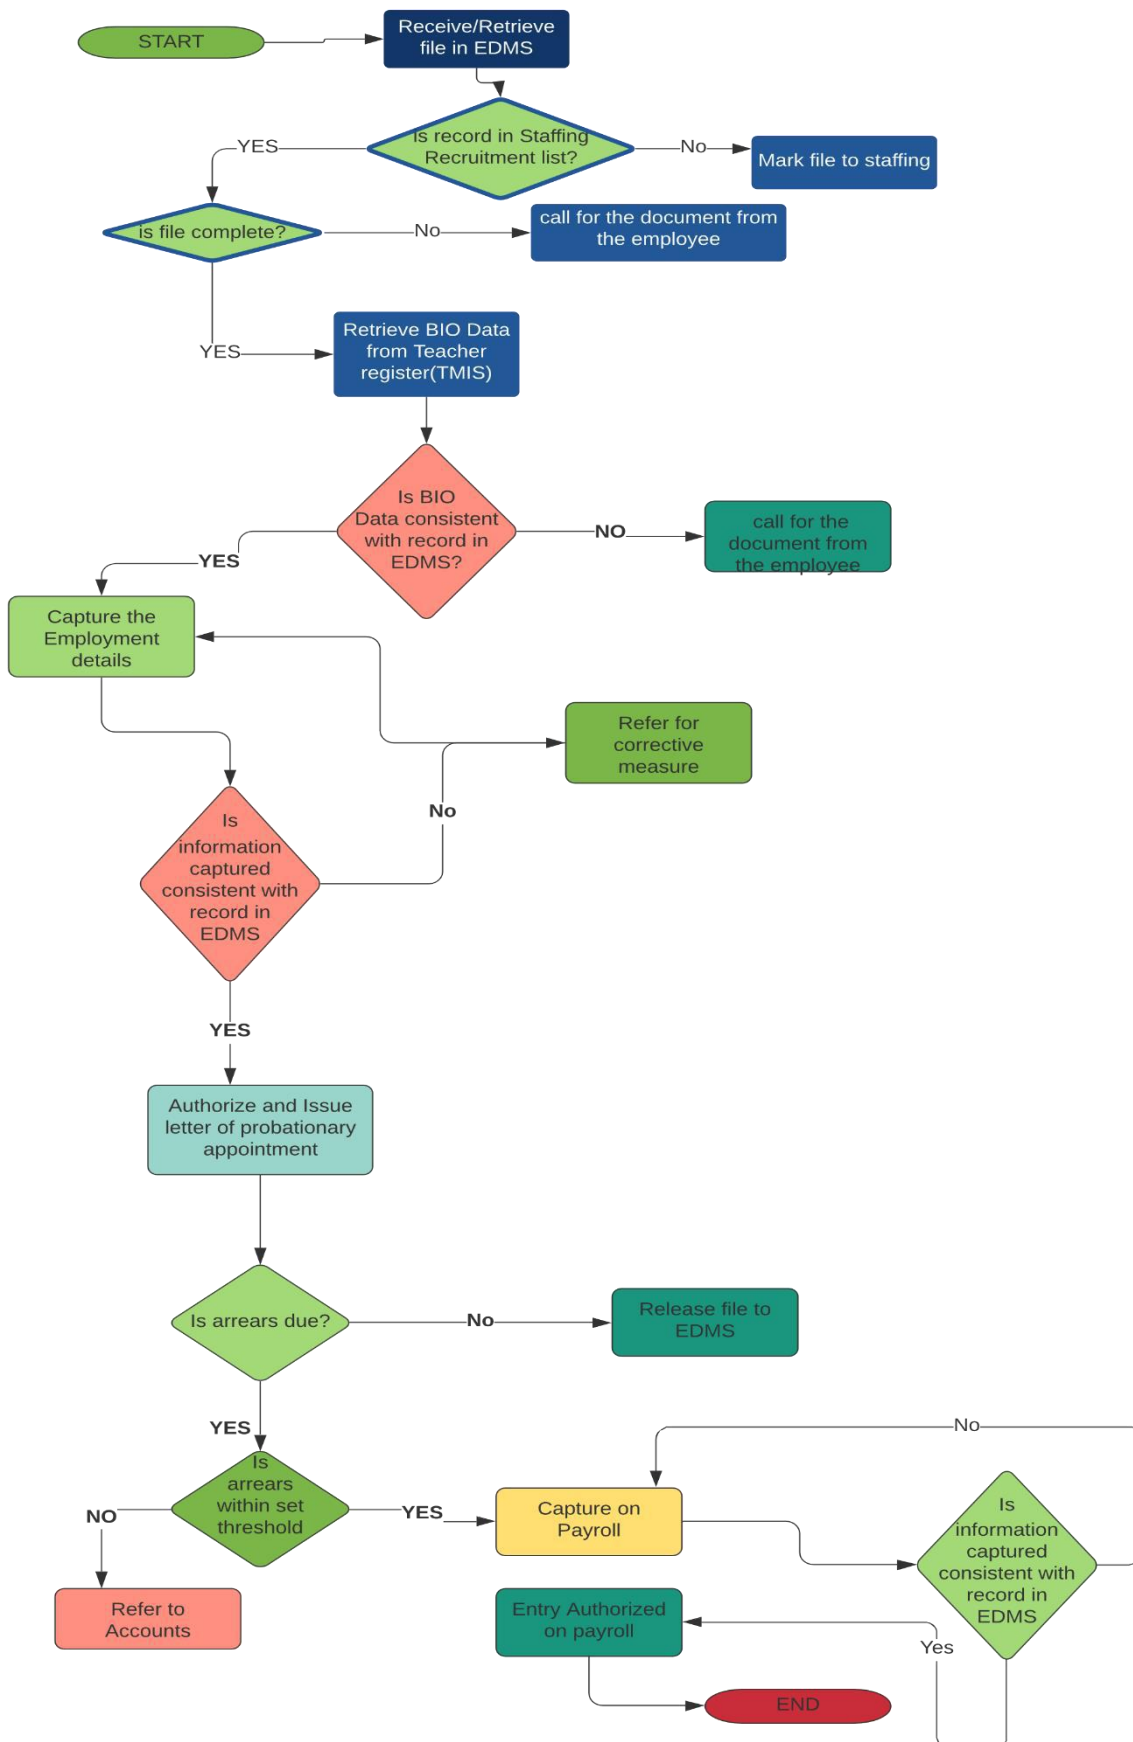 START
Receive/Retrieve
file in EDMS
is record in Staffing
Recruitment list?
YES
No
Mark file to staffing
is file complete?
No
call for the document from
the employee
YES
Retrieve BIO Data
from Teacher
register(TMIS)
Is BIO
Data consistent
with record in
EDMS?
NO
call for the
document from
the employee
YES
Capture the
Employment
details
Refer for
corrective
measure
No
Is
information
captured
consistent with
record in
EDMS
YES
Authorize and Issue
letter of probationary
appointment
Is arrears due?
No
Release file to
EDMS
YES
Is
arrears
within set
threshold
NO
YES
Refer to
Accounts
Capture on
Payroll
No
Is
information
captured
consistent with
record in
EDMS
Yes
Entry Authorized
on payroll
END